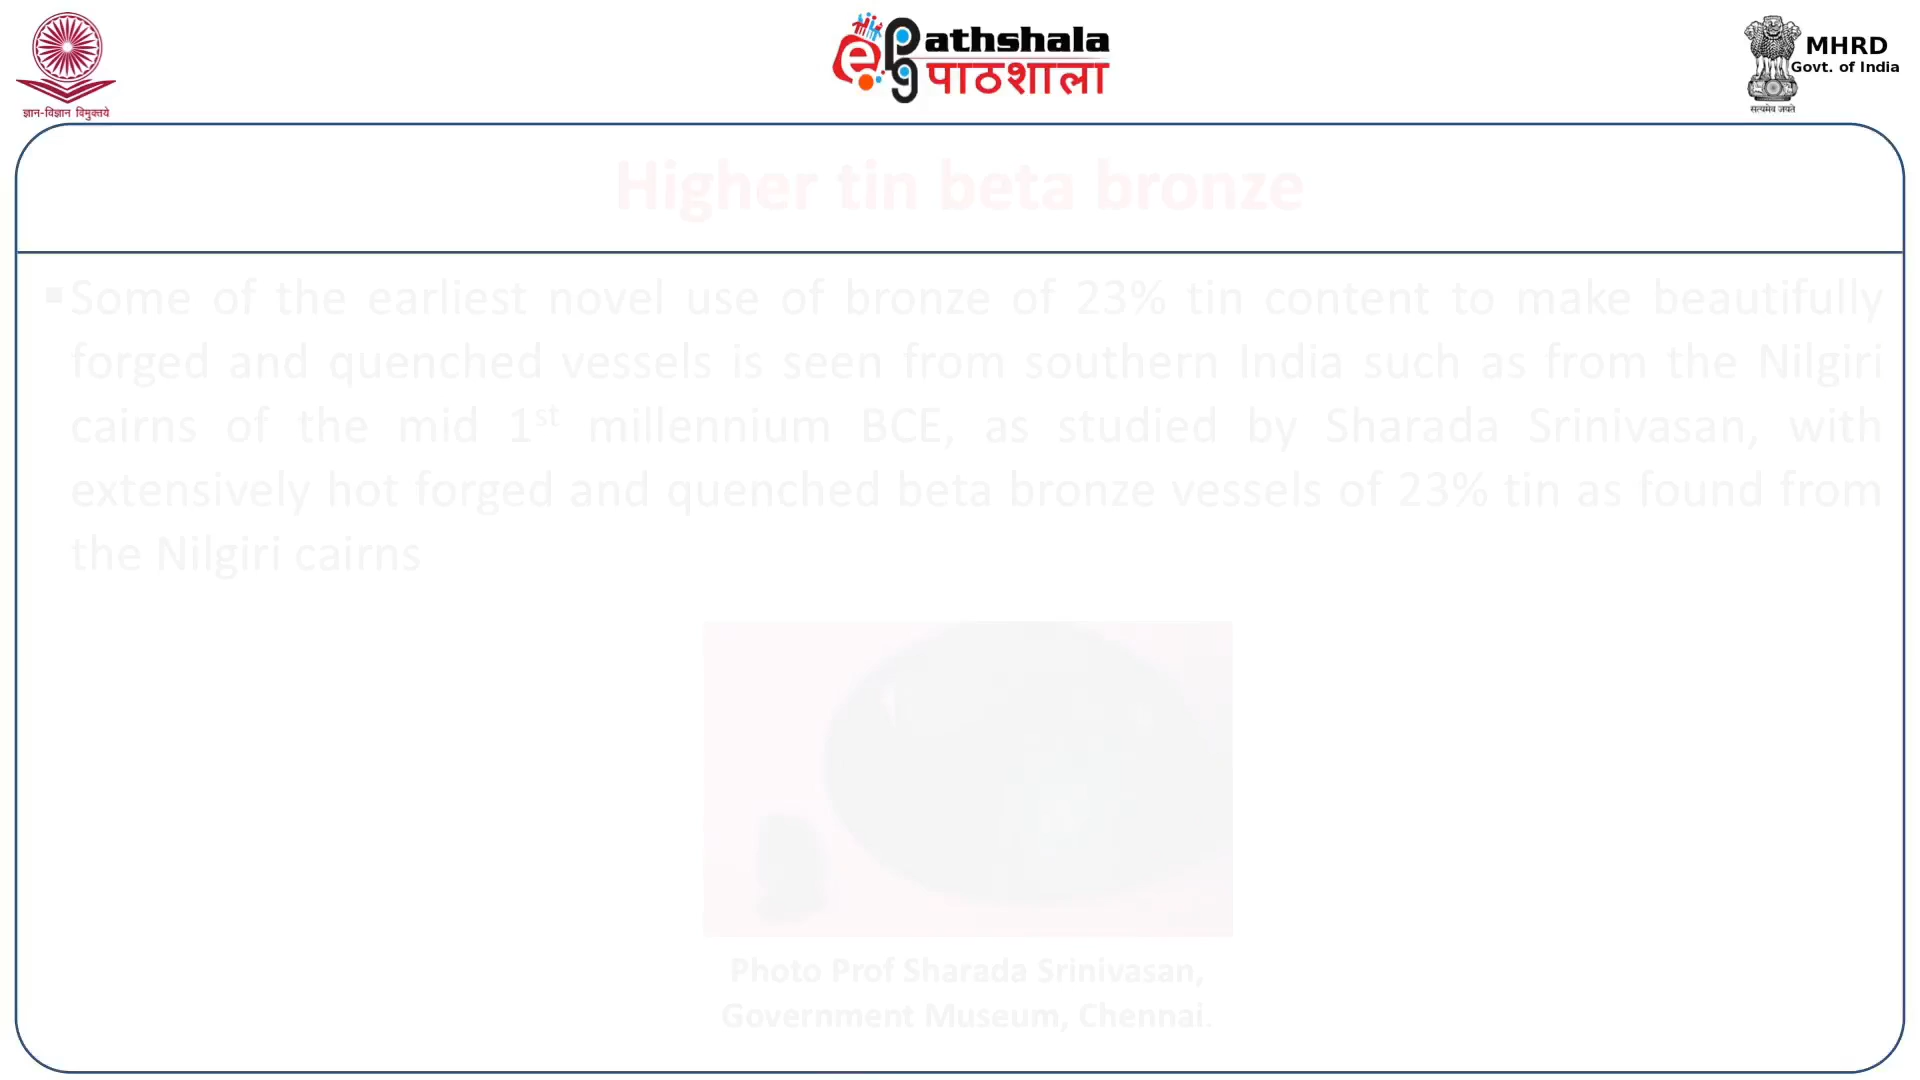 ज्ञान-विज्ञान विमुक्तये
e Pathshala
पाठशाला
MHRD
Govt. of India
सत्यमेव जयते
Higher tin beta bronze
▪Some of the earliest novel use of bronze of 23% tin content to make beautifully
forged and quenched vessels is seen from southern India such as from the Nilgiri
cairns of the mid 1st millennium BCE, as studied by Sharada Srinivasan, with
extensively hot forged and quenched beta bronze vessels of 23% tin as found from
the Nilgiri cairns
Photo Prof Sharada Srinivasan,
Government Museum, Chennai.